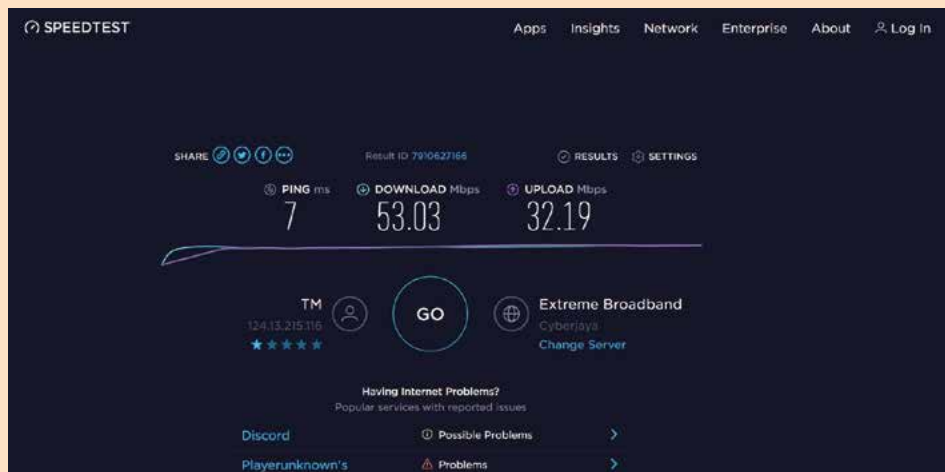 SPEEDTEST
Apps Insights Network Enterprise About Log In
SHARE Result ID 7910627166 RESULTS SETTINGS
PING ms DOWNLOAD Mbps UPLOAD Mbps
7 53.03 32.19
TM GO Extreme Broadband
124.13.215.116 Cyberjaya
Change Server
Having Internet Problems?
Popular services with reported issues
Discord Possible Problems
Playerunknown's Problems